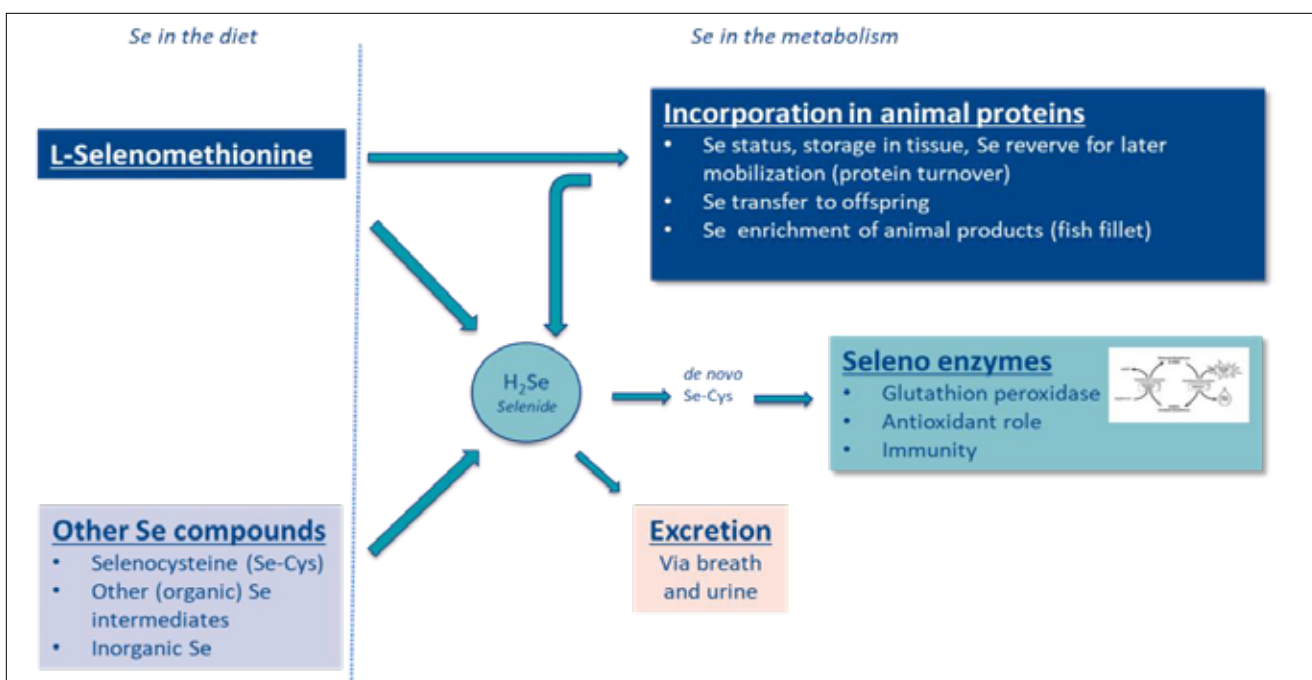 Se in the diet
Se in the metabolism
L-Selenomethionine
Incorporation in animal proteins
• Se status, storage in tissue, Se reverve for later
mobilization (protein turnover)
• Se transfer to offspring
• Se enrichment of animal products (fish fillet)
H₂Se
Selenide
de novo
Se-Cys
Seleno enzymes
• Glutathion peroxidase
• Antioxidant role
• Immunity
Other Se compounds
• Selenocysteine (Se-Cys)
• Other (organic) Se
intermediates
• Inorganic Se
Excretion
Via breath
and urine